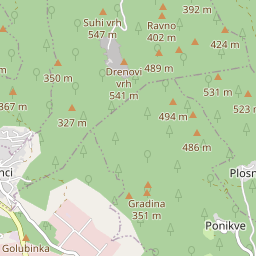 Suhi vrh
547 m
Ravno
402 m
392 m
424 m
350 m
Drenovi
vrh
541 m
489 m
531 m
367 m
327 m
494 m
523 m
486 m
nci
Plosn
Gradina
351 m
Ponikve
Golubinka